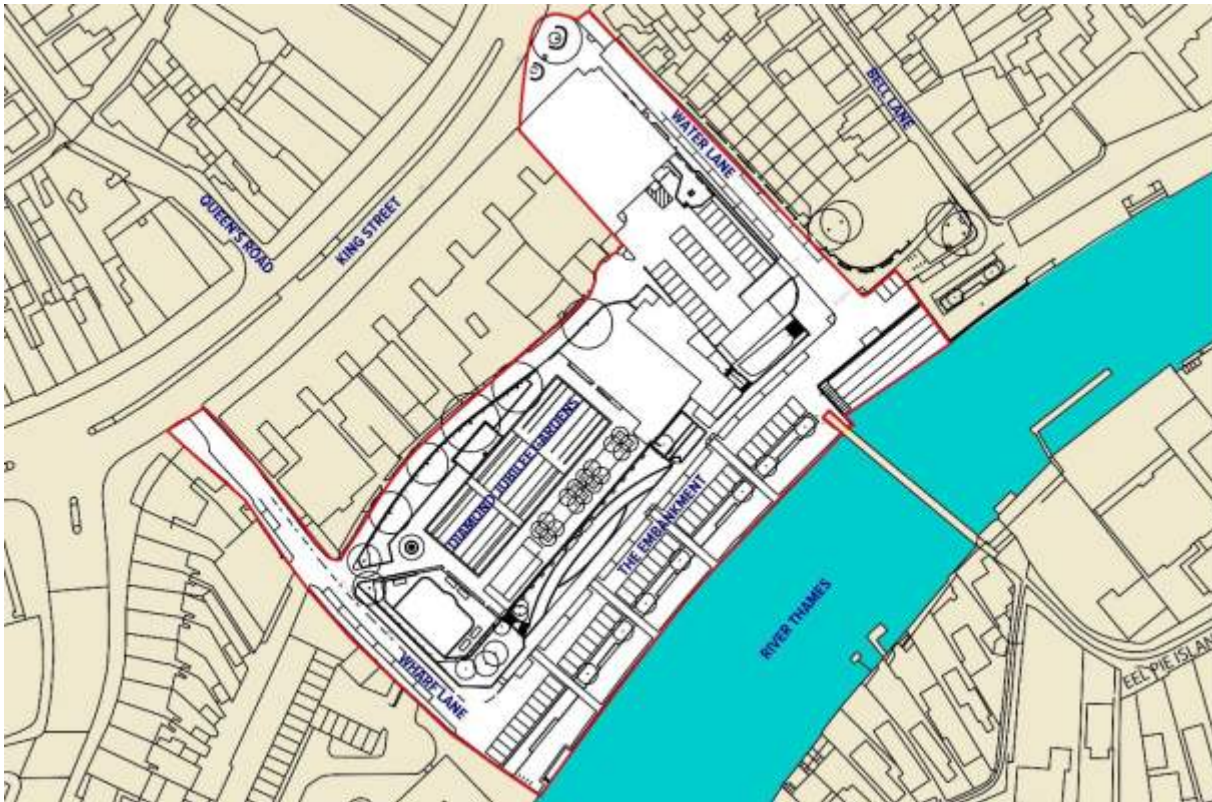 BELL LANE
WATER LANE
QUEEN'S ROAD
KING STREET
DIAMOND JUBILEE GARDENS
THE EMBANKMENT
RIVER THAMES
WHARF LANE
EEL PIE ISLAN